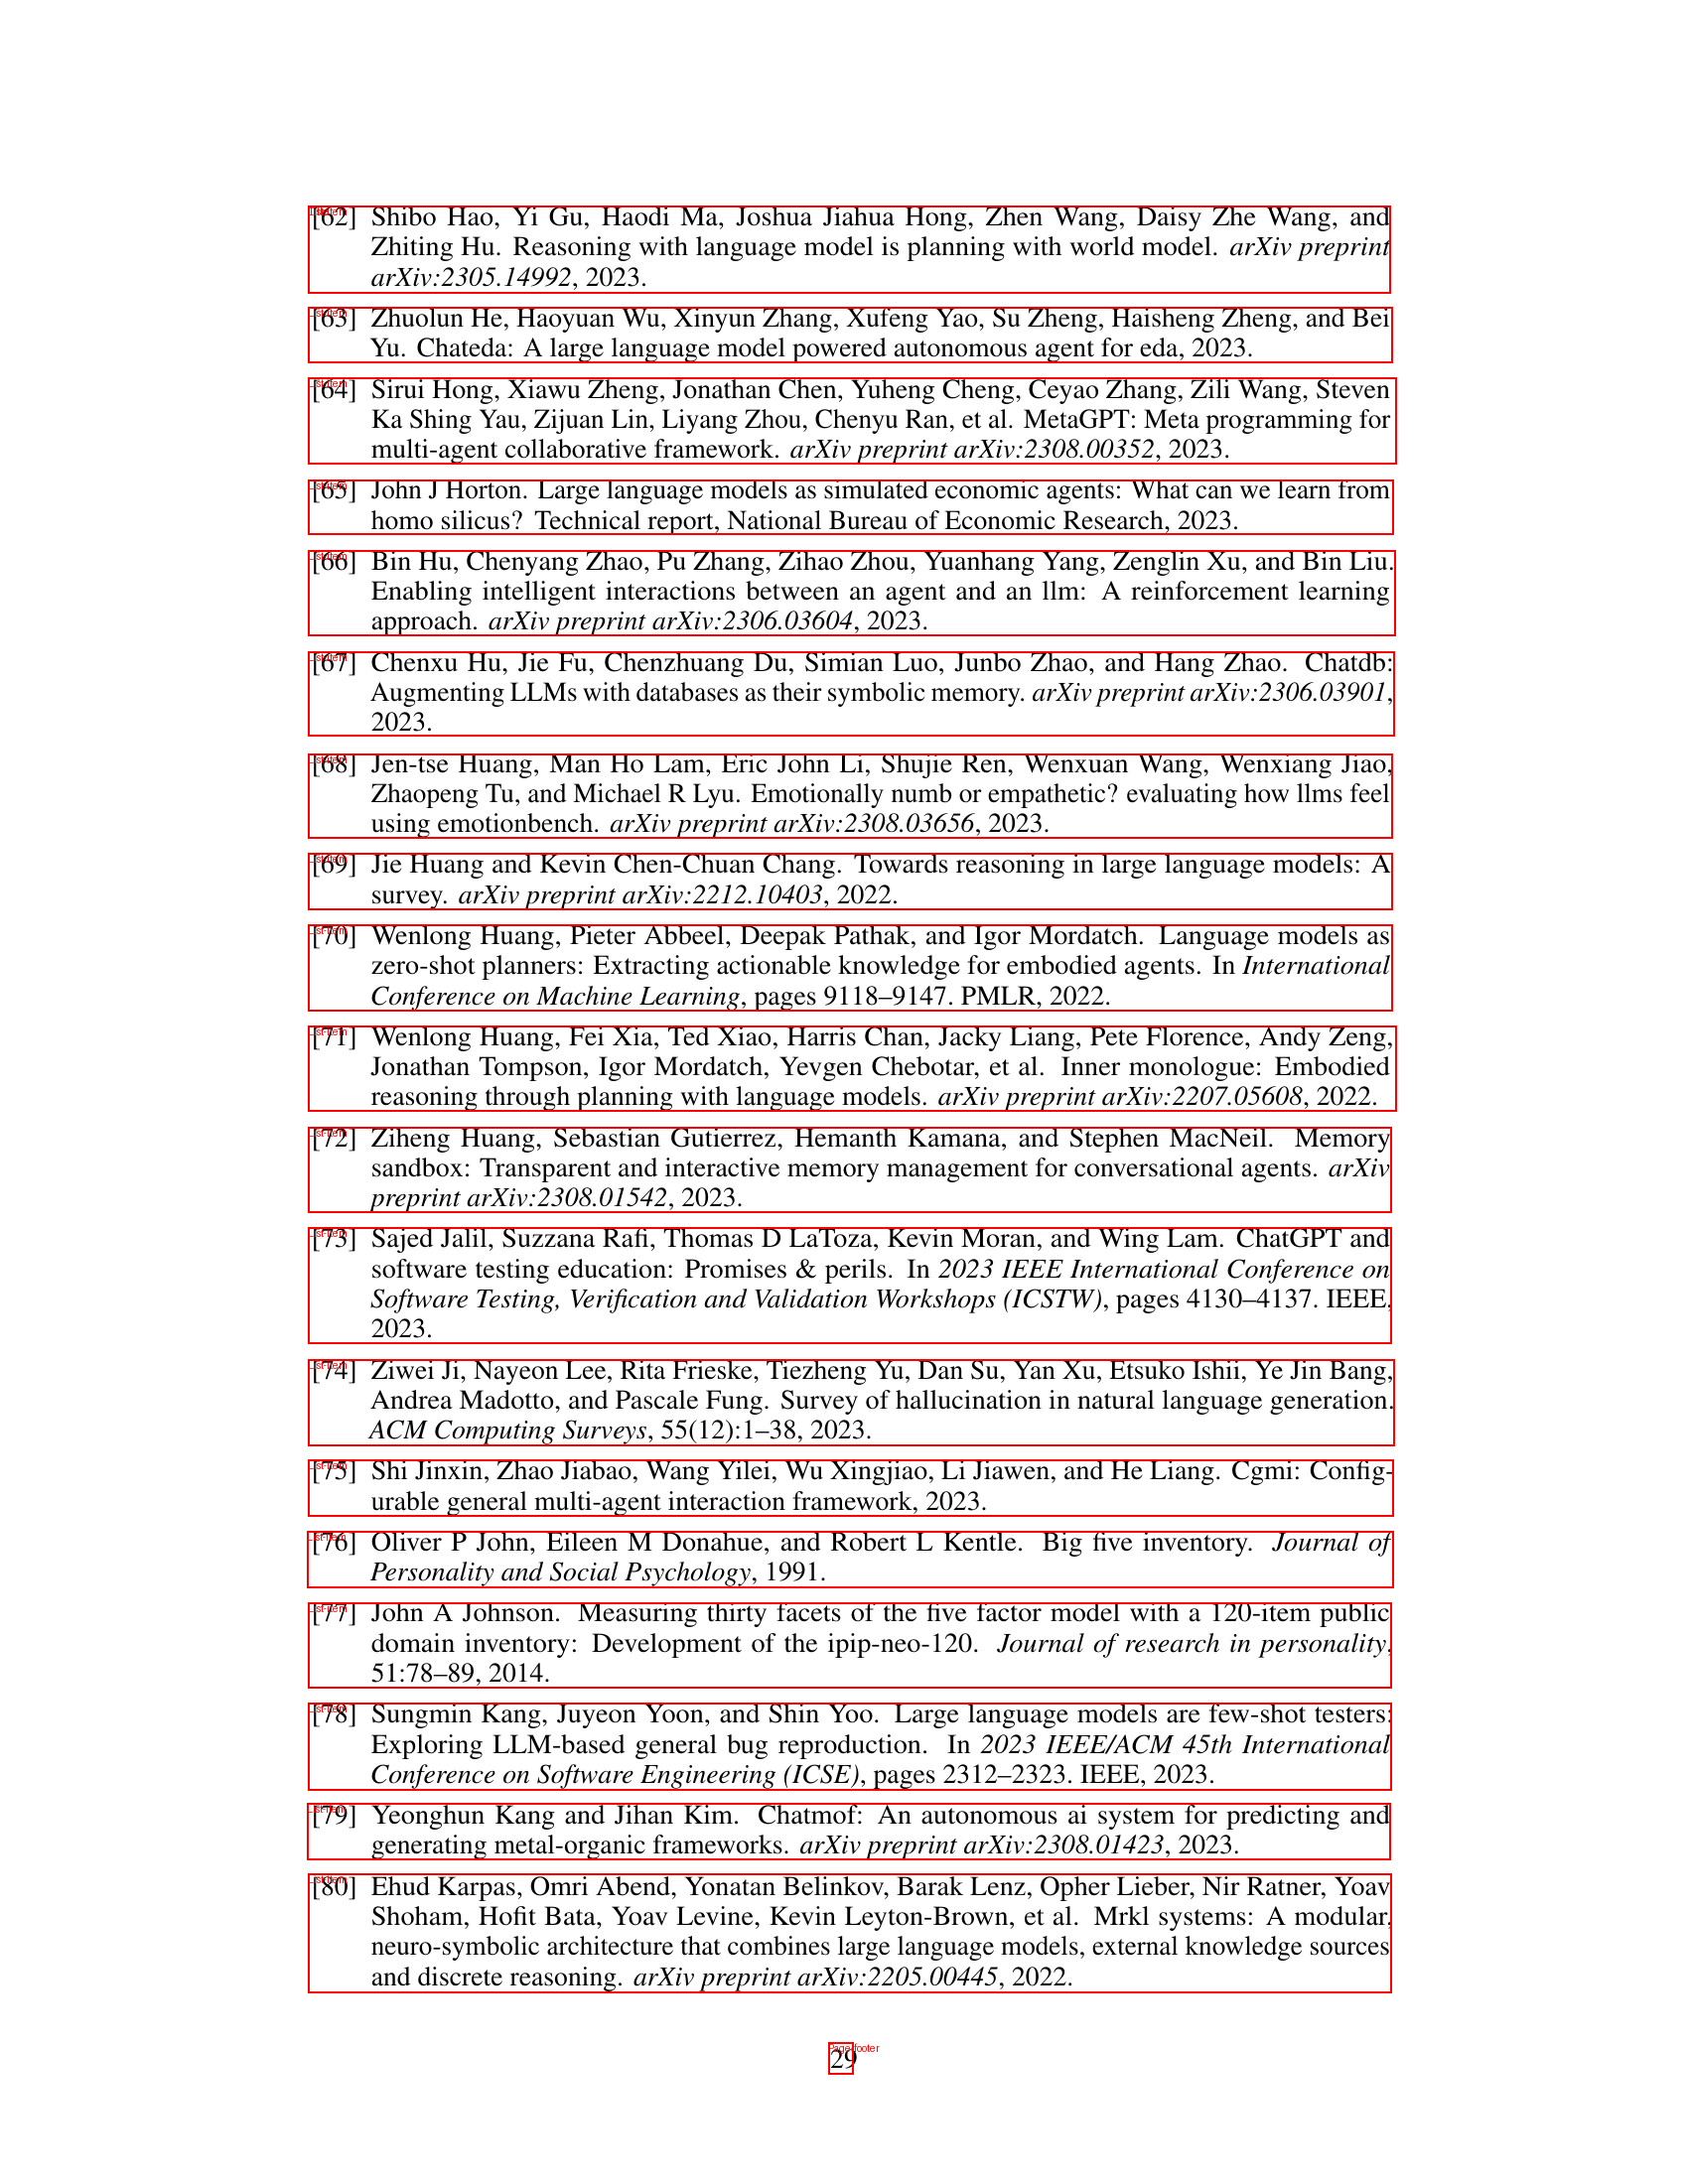 [62] Shibo Hao, Yi Gu, Haodi Ma, Joshua Jiahua Hong, Zhen Wang, Daisy Zhe Wang, and
Zhiting Hu. Reasoning with language model is planning with world model. arXiv preprint
arXiv:2305.14992, 2023.
[63] Zhuolun He, Haoyuan Wu, Xinyun Zhang, Xufeng Yao, Su Zheng, Haisheng Zheng, and Bei
Yu. Chateda: A large language model powered autonomous agent for eda, 2023.
[64] Sirui Hong, Xiawu Zheng, Jonathan Chen, Yuheng Cheng, Ceyao Zhang, Zili Wang, Steven
Ka Shing Yau, Zijuan Lin, Liyang Zhou, Chenyu Ran, et al. MetaGPT: Meta programming for
multi-agent collaborative framework. arXiv preprint arXiv:2308.00352, 2023.
[65] John J Horton. Large language models as simulated economic agents: What can we learn from
homo silicus? Technical report, National Bureau of Economic Research, 2023.
[66] Bin Hu, Chenyang Zhao, Pu Zhang, Zihao Zhou, Yuanhang Yang, Zenglin Xu, and Bin Liu.
Enabling intelligent interactions between an agent and an llm: A reinforcement learning
approach. arXiv preprint arXiv:2306.03604, 2023.
[67] Chenxu Hu, Jie Fu, Chenzhuang Du, Simian Luo, Junbo Zhao, and Hang Zhao. Chatdb:
Augmenting LLMs with databases as their symbolic memory. arXiv preprint arXiv:2306.03901,
2023.
[68] Jen-tse Huang, Man Ho Lam, Eric John Li, Shujie Ren, Wenxuan Wang, Wenxiang Jiao,
Zhaopeng Tu, and Michael R Lyu. Emotionally numb or empathetic? evaluating how llms feel
using emotionbench. arXiv preprint arXiv:2308.03656, 2023.
[69] Jie Huang and Kevin Chen-Chuan Chang. Towards reasoning in large language models: A
survey. arXiv preprint arXiv:2212.10403, 2022.
[70] Wenlong Huang, Pieter Abbeel, Deepak Pathak, and Igor Mordatch. Language models as
zero-shot planners: Extracting actionable knowledge for embodied agents. In International
Conference on Machine Learning, pages 9118–9147. PMLR, 2022.
[71] Wenlong Huang, Fei Xia, Ted Xiao, Harris Chan, Jacky Liang, Pete Florence, Andy Zeng,
Jonathan Tompson, Igor Mordatch, Yevgen Chebotar, et al. Inner monologue: Embodied
reasoning through planning with language models. arXiv preprint arXiv:2207.05608, 2022.
[72] Ziheng Huang, Sebastian Gutierrez, Hemanth Kamana, and Stephen MacNeil. Memory
sandbox: Transparent and interactive memory management for conversational agents. arXiv
preprint arXiv:2308.01542, 2023.
[73] Sajed Jalil, Suzzana Rafi, Thomas D LaToza, Kevin Moran, and Wing Lam. ChatGPT and
software testing education: Promises & perils. In 2023 IEEE International Conference on
Software Testing, Verification and Validation Workshops (ICSTW), pages 4130–4137. IEEE,
2023.
[74] Ziwei Ji, Nayeon Lee, Rita Frieske, Tiezheng Yu, Dan Su, Yan Xu, Etsuko Ishii, Ye Jin Bang,
Andrea Madotto, and Pascale Fung. Survey of hallucination in natural language generation.
ACM Computing Surveys, 55(12):1–38, 2023.
[75] Shi Jinxin, Zhao Jiabao, Wang Yilei, Wu Xingjiao, Li Jiawen, and He Liang. Cgmi: Config-
urable general multi-agent interaction framework, 2023.
[76] Oliver P John, Eileen M Donahue, and Robert L Kentle. Big five inventory. Journal of
Personality and Social Psychology, 1991.
[77] John A Johnson. Measuring thirty facets of the five factor model with a 120-item public
domain inventory: Development of the ipip-neo-120. Journal of research in personality,
51:78–89, 2014.
[78] Sungmin Kang, Juyeon Yoon, and Shin Yoo. Large language models are few-shot testers:
Exploring LLM-based general bug reproduction. In 2023 IEEE/ACM 45th International
Conference on Software Engineering (ICSE), pages 2312–2323. IEEE, 2023.
[79] Yeonghun Kang and Jihan Kim. Chatmof: An autonomous ai system for predicting and
generating metal-organic frameworks. arXiv preprint arXiv:2308.01423, 2023.
[80] Ehud Karpas, Omri Abend, Yonatan Belinkov, Barak Lenz, Opher Lieber, Nir Ratner, Yoav
Shoham, Hofit Bata, Yoav Levine, Kevin Leyton-Brown, et al. Mrkl systems: A modular,
neuro-symbolic architecture that combines large language models, external knowledge sources
and discrete reasoning. arXiv preprint arXiv:2205.00445, 2022.
Page-footer
29